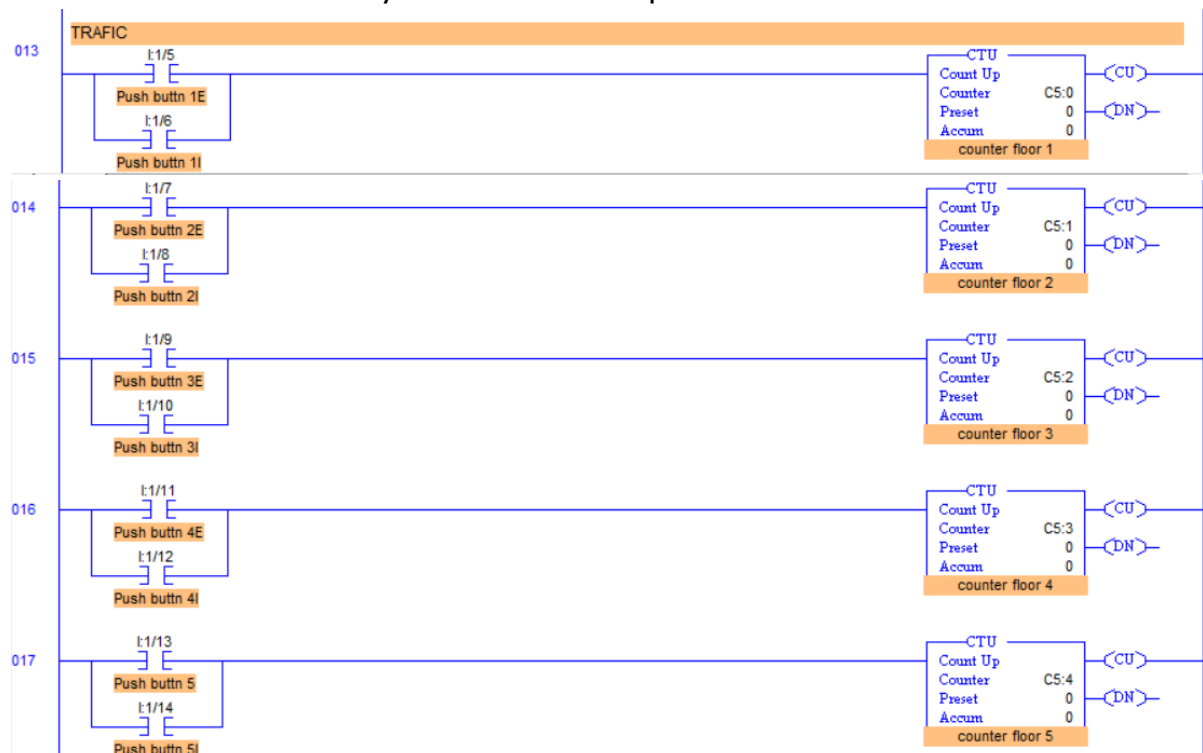 TRAFIC
013
I:1/5
Push buttn 1E
I:1/6
Push buttn 1I
CTU
Count Up
Counter C5:0
Preset 0
Accum 0
CU
DN
counter floor 1
014
I:1/7
Push buttn 2E
I:1/8
Push buttn 2I
CTU
Count Up
Counter C5:1
Preset 0
Accum 0
CU
DN
counter floor 2
015
I:1/9
Push buttn 3E
I:1/10
Push buttn 3I
CTU
Count Up
Counter C5:2
Preset 0
Accum 0
CU
DN
counter floor 3
016
I:1/11
Push buttn 4E
I:1/12
Push buttn 4I
CTU
Count Up
Counter C5:3
Preset 0
Accum 0
CU
DN
counter floor 4
017
I:1/13
Push buttn 5
I:1/14
Push buttn 5I
CTU
Count Up
Counter C5:4
Preset 0
Accum 0
CU
DN
counter floor 5